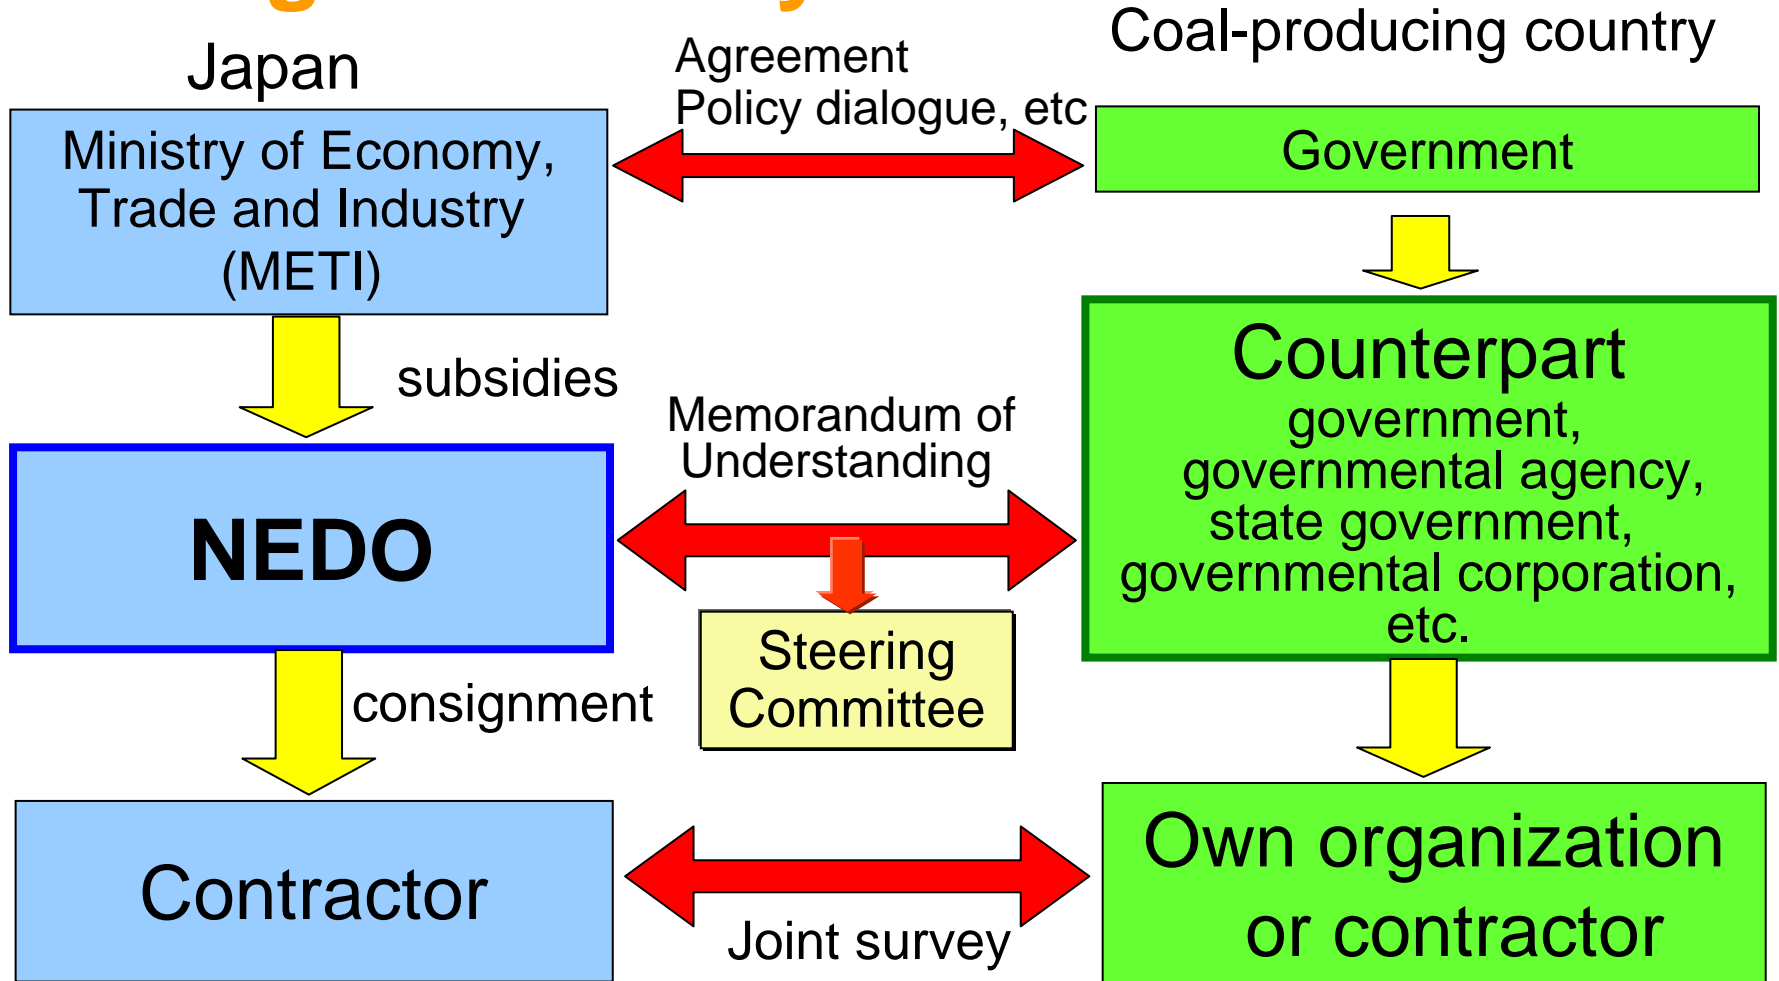 Japan
Agreement
Policy dialogue, etc
Coal-producing country
Ministry of Economy,
Trade and Industry
(METI)
Government
subsidies
Memorandum of
Understanding
Counterpart
government,
governmental agency,
state government,
governmental corporation,
etc.
NEDO
Steering
Committee
consignment
Contractor
Joint survey
Own organization
or contractor